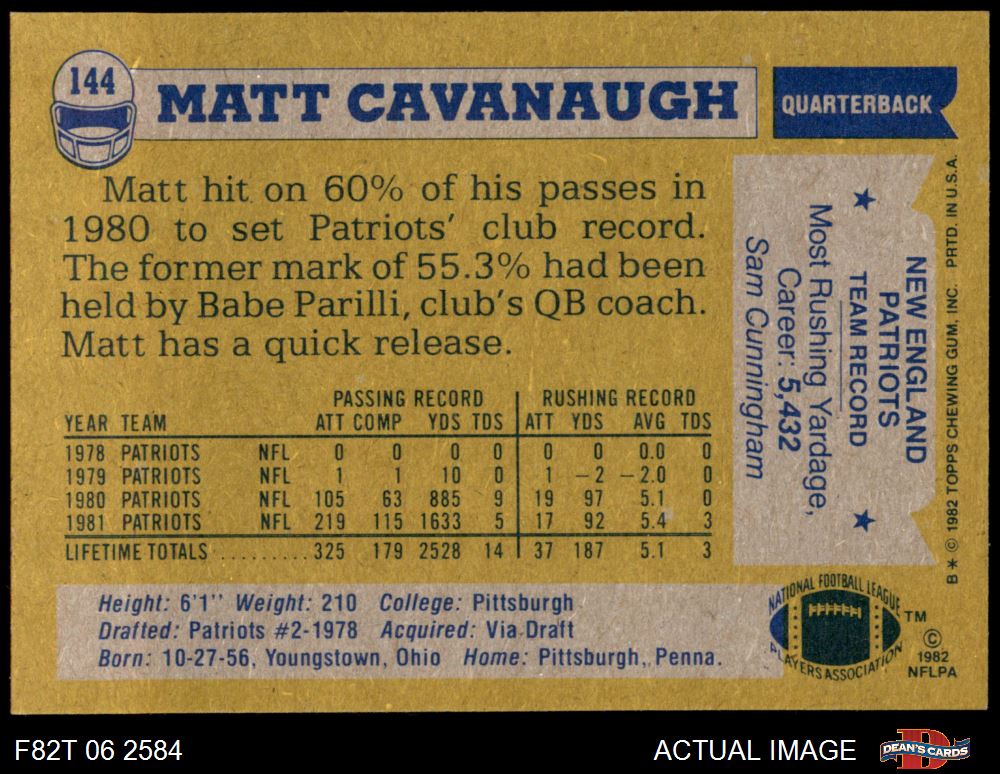 144
MATT CAVANAUGH
QUARTERBACK
Matt hit on 60% of his passes in
1980 to set Patriots' club record.
The former mark of 55.3% had been
held by Babe Parilli, club's QB coach.
Matt has a quick release.
PASSING RECORD RUSHING RECORD
YEAR TEAM ATT COMP YDS TDS ATT YDS AVG TDS
1978 PATRIOTS NFL 0 0 0 0 0 0 0.0 0
1979 PATRIOTS NFL 1 1 10 0 1 -2 -2.0 0
1980 PATRIOTS NFL 105 63 885 9 19 97 5.1 0
1981 PATRIOTS NFL 219 115 1633 5 17 92 5.4 3
LIFETIME TOTALS ......... 325 179 2528 14 37 187 5.1 3
Height: 6'1" Weight: 210 College: Pittsburgh
Drafted: Patriots #2-1978 Acquired: Via Draft
Born: 10-27-56, Youngstown, Ohio Home: Pittsburgh, Penna.
NEW ENGLAND
PATRIOTS
★ TEAM RECORD ★
Most Rushing Yardage,
Career: 5,432
Sam Cunningham
B * © 1982 TOPPS CHEWING GUM, INC. PRTD. IN U.S.A.
NATIONAL FOOTBALL LEAGUE
PLAYERS ASSOCIATION
TM
©
1982
NFLPA
F82T 06 2584
ACTUAL IMAGE
DEAN'S CARDS